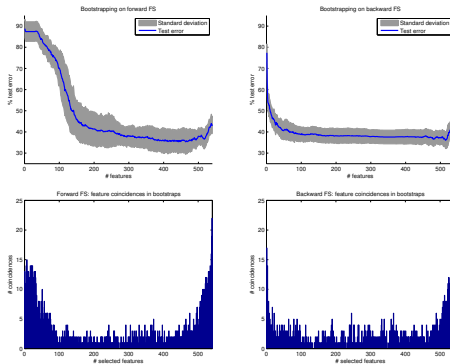 Bootstrapping on forward FS
Standard deviation
Test error
% test error
90
80
70
60
50
40
30
0 100 200 300 400 500
# features
Bootstrapping on backward FS
Standard deviation
Test error
% test error
90
80
70
60
50
40
30
0 100 200 300 400 500
# features
Forward FS: feature coincidences in bootstraps
# coincidences
25
20
15
10
5
0
0 100 200 300 400 500
# selected features
Backward FS: feature coincidences in bootstraps
# coincidences
25
20
15
10
5
0
0 100 200 300 400 500
# selected features